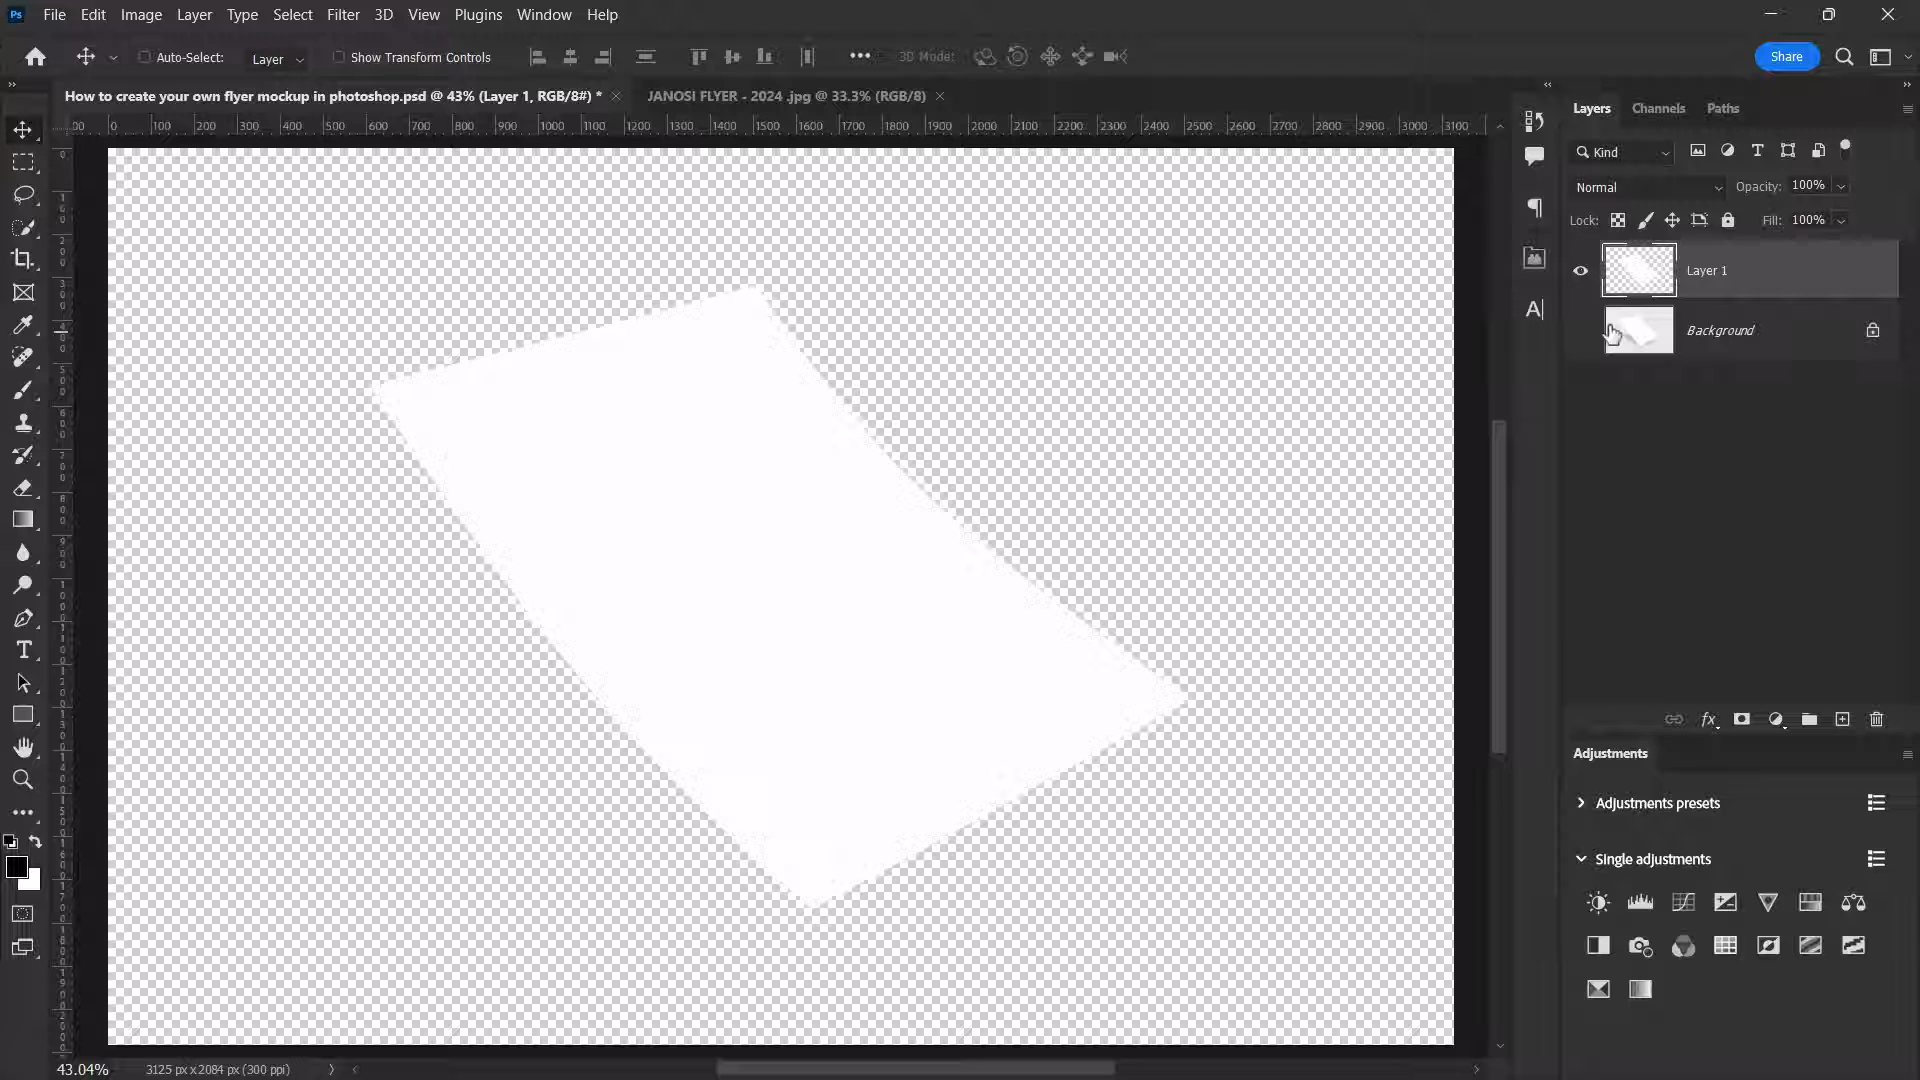 Ps File Edit Image Layer Type Select Filter 3D View Plugins Window Help
Auto-Select: Layer Show Transform Controls ••• 3D Mode: Share
How to create your own flyer mockup in photoshop.psd @ 43% (Layer 1, RGB/8#) * JANOSI FLYER - 2024 .jpg @ 33.3% (RGB/8)
Layers Channels Paths
00 0 100 200 300 400 500 600 700 800 900 1000 1100 1200 1300 1400 1500 1600 1700 1800 1900 2000 2100 2200 2300 2400 2500 2600 2700 2800 2900 3000 3100
Kind
Normal Opacity: 100%
Lock: Fill: 100%
Layer 1
Background
fx
Adjustments
Adjustments presets
Single adjustments
43.04% 3125 px x 2084 px (300 ppi)